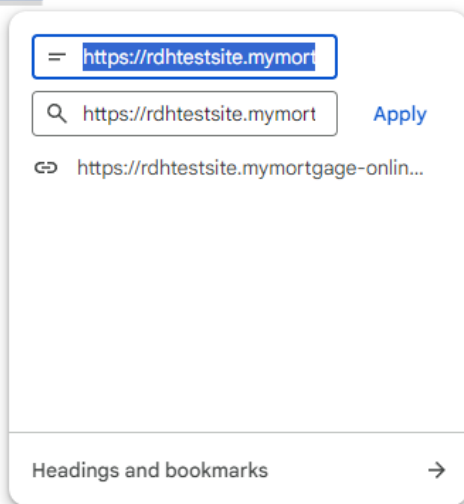 https://rdhtestsite.mymort
https://rdhtestsite.mymort Apply
https://rdhtestsite.mymortgage-onlin...
Headings and bookmarks